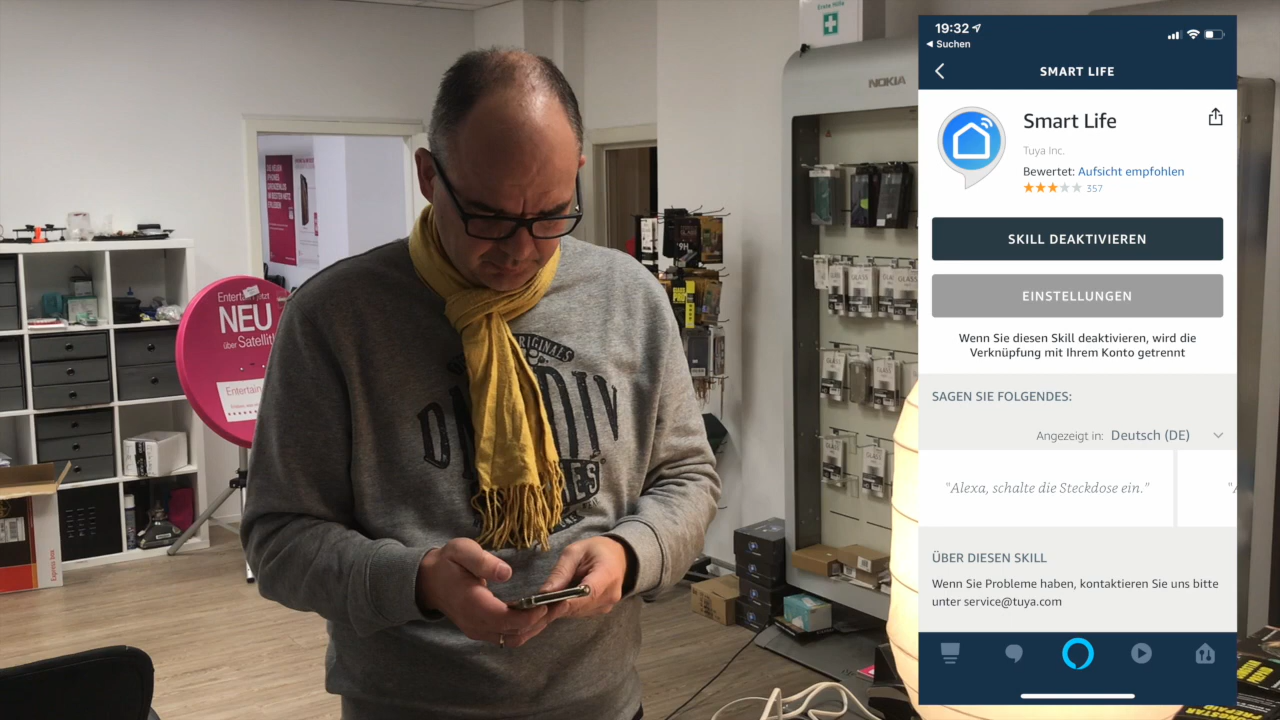 Erste Hilfe
NOKIA
Entertain jetzt
NEU
über Satellit
Entertain
ORIGINALS
19:32
Suchen
SMART LIFE
Smart Life
Tuya Inc.
Bewertet: Aufsicht empfohlen
357
SKILL DEAKTIVIEREN
EINSTELLUNGEN
Wenn Sie diesen Skill deaktivieren, wird die
Verknüpfung mit Ihrem Konto getrennt
SAGEN SIE FOLGENDES:
Angezeigt in: Deutsch (DE)
"Alexa, schalte die Steckdose ein."
ÜBER DIESEN SKILL
Wenn Sie Probleme haben, kontaktieren Sie uns bitte
unter service@tuya.com